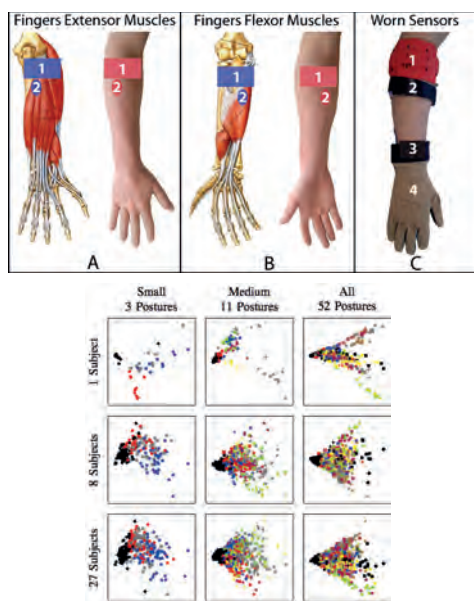 Fingers Extensor Muscles
Fingers Flexor Muscles
Worn Sensors
1
2
1
2
A
1
2
1
2
B
1
2
3
4
C
Small
3 Postures
Medium
11 Postures
All
52 Postures
1 Subject
8 Subjects
27 Subjects